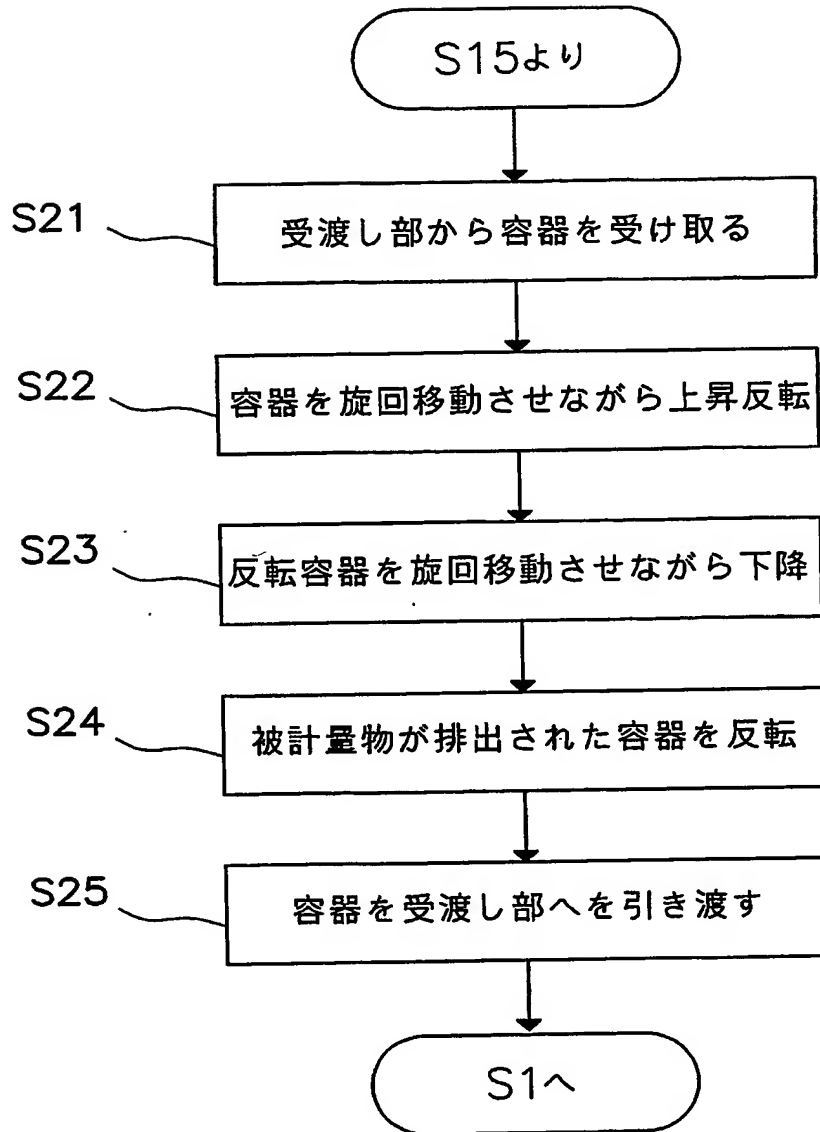 S15より
S21
受渡し部から容器を受け取る
S22
容器を旋回移動させながら上昇反転
S23
反転容器を旋回移動させながら下降
S24
被計量物が排出された容器を反転
S25
容器を受渡し部へを引き渡す
S1へ